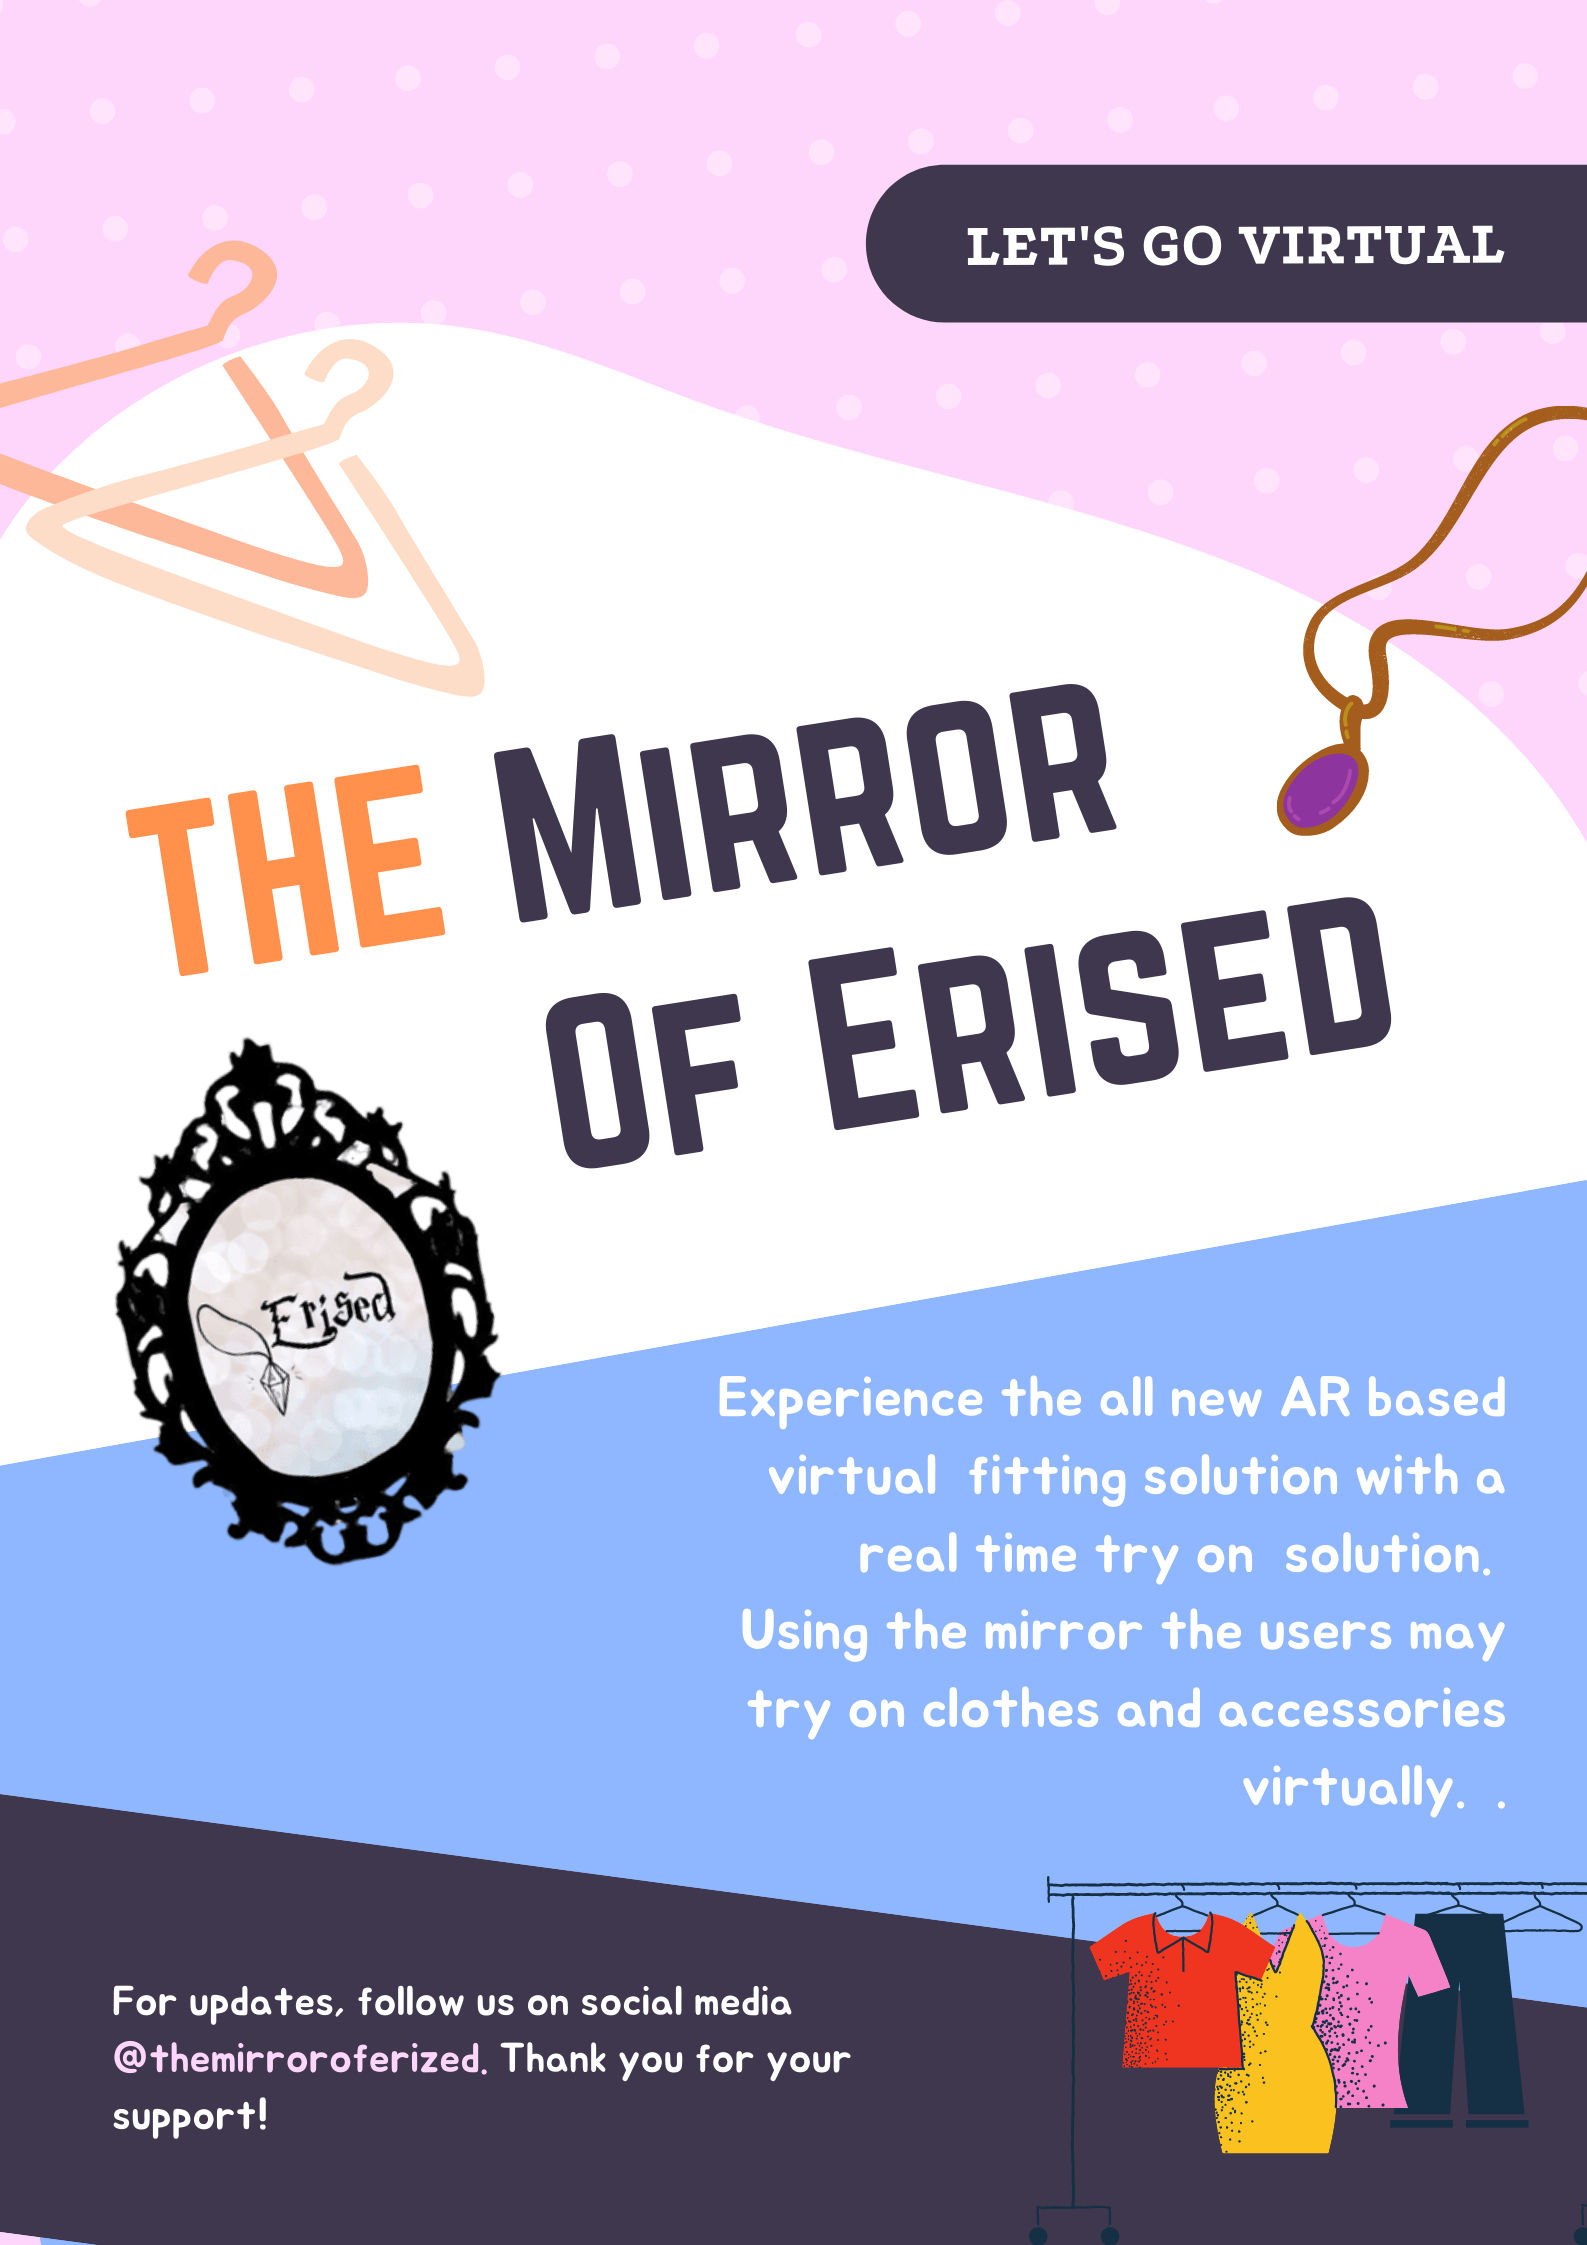 LET'S GO VIRTUAL
THE MIRROR
OF ERISED
Erised
Experience the all new AR based
virtual  fitting solution with a
real time try on  solution.
Using the mirror the users may
try on clothes and accessories
virtually.  .
For updates, follow us on social media
@themirroroferized. Thank you for your
support!